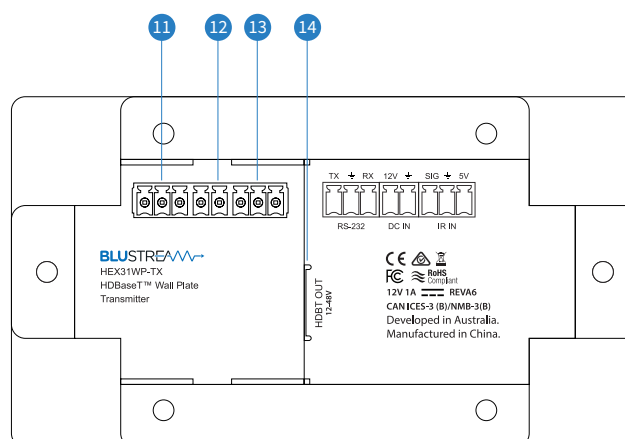 11 12 13 14
TX RX 12V SIG 5V
RS-232 DC IN IR IN
BLUSTREAM
HEX31WP-TX
HDBaseT™ Wall Plate
Transmitter
HDBT OUT
12-48V
CE
FC RoHS
Compliant
12V 1A REVA6
CAN ICES-3 (B)/NMB-3(B)
Developed in Australia.
Manufactured in China.